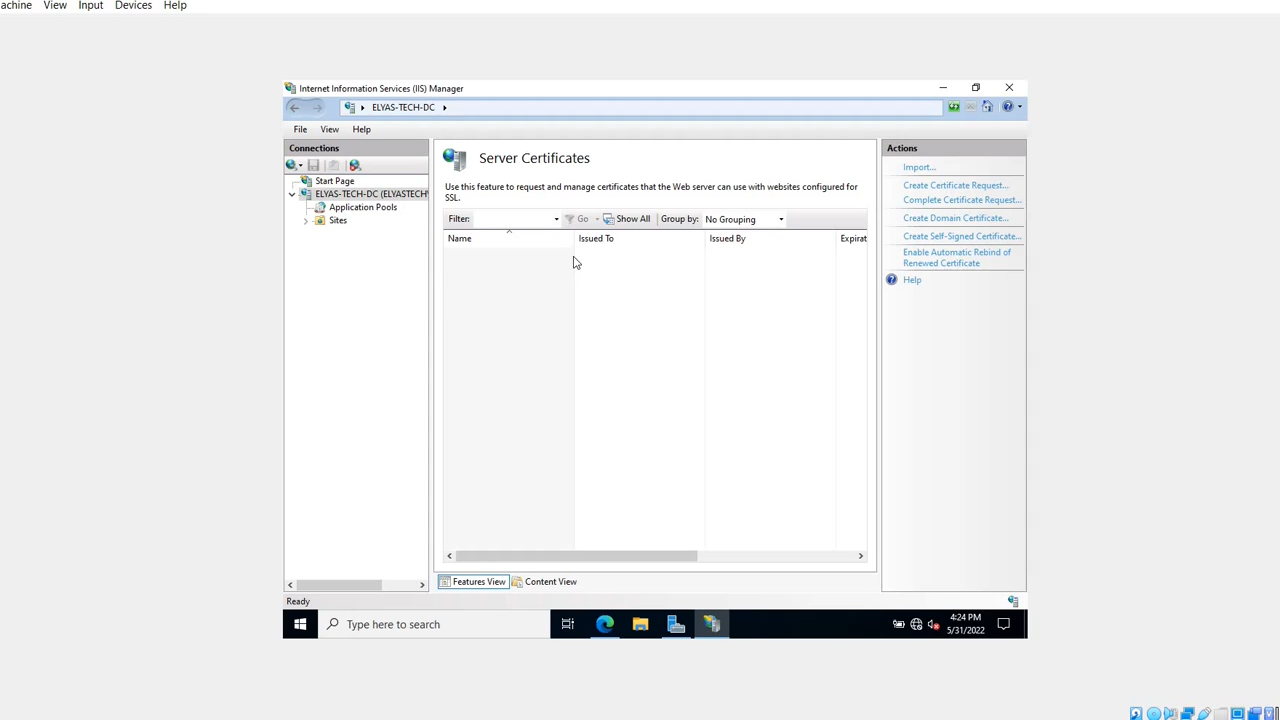 achine View Input Devices Help
Internet Information Services (IIS) Manager
ELYAS-TECH-DC
File View Help
Connections
Start Page
ELYAS-TECH-DC (ELYASTECH
Application Pools
Sites
Server Certificates
Use this feature to request and manage certificates that the Web server can use with websites configured for
SSL.
Filter: Go Show All Group by: No Grouping
Name Issued To Issued By Expirat
Features View Content View
Actions
Import...
Create Certificate Request...
Complete Certificate Request...
Create Domain Certificate...
Create Self-Signed Certificate...
Enable Automatic Rebind of
Renewed Certificate
Help
Ready
Type here to search
4:24 PM
5/31/2022